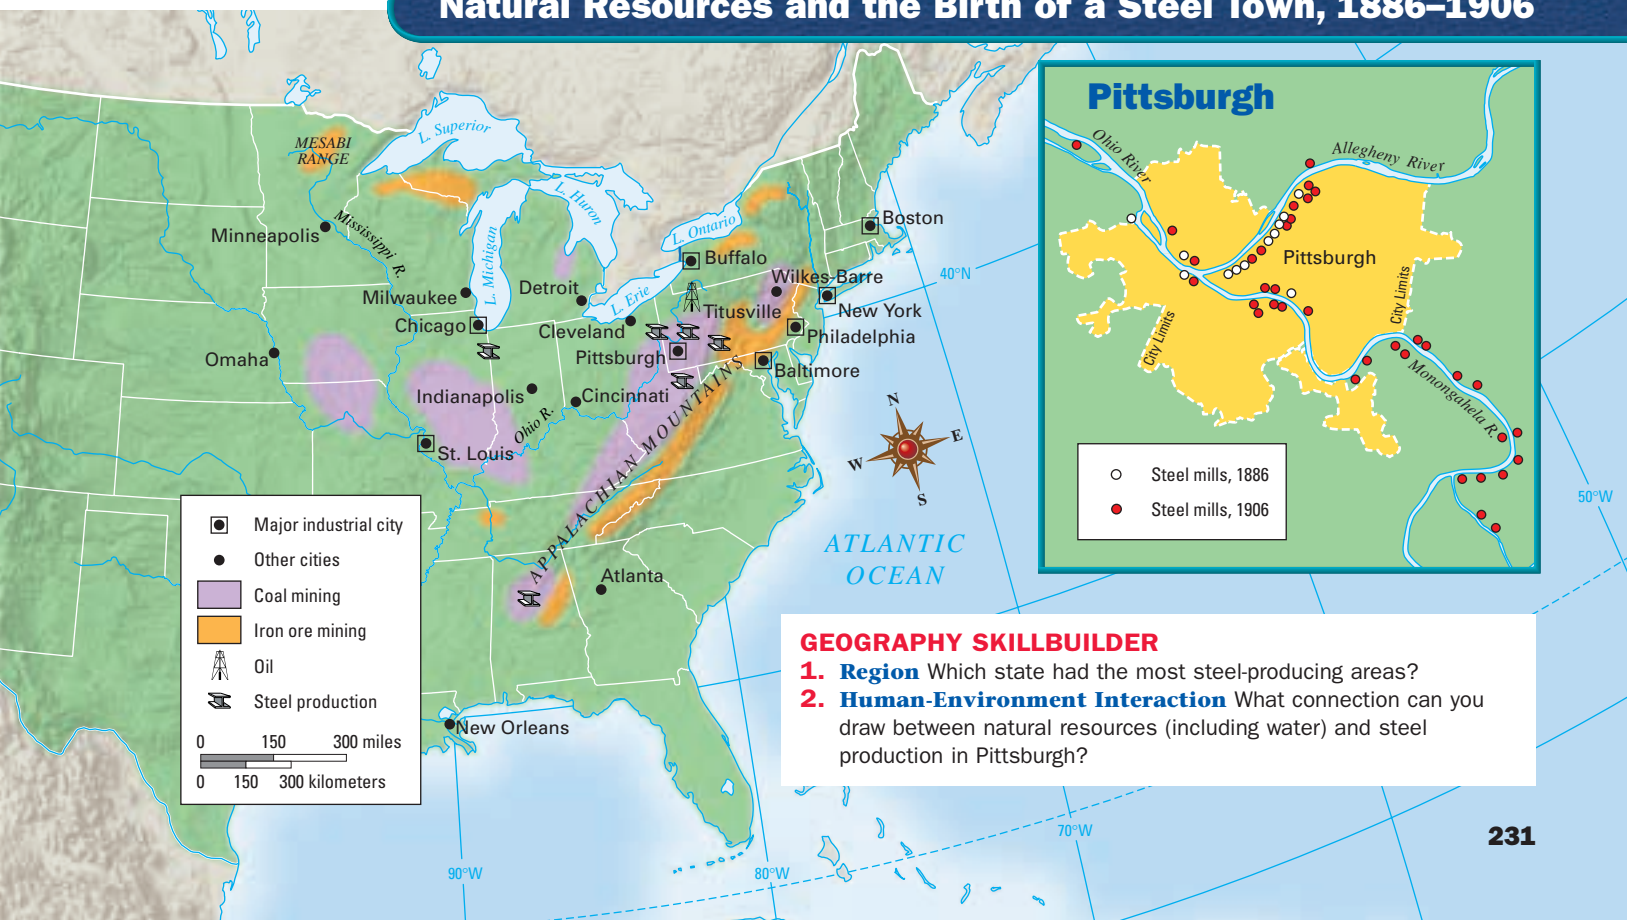 Natural Resources and the Birth of a Steel Town, 1886–1906
MESABI
RANGE
L. Superior
L. Huron
L. Michigan
L. Ontario
L. Erie
Minneapolis
Mississippi R.
Milwaukee
Chicago
Detroit
Cleveland
Buffalo
Boston
Wilkes-Barre
New York
Titusville
Philadelphia
Pittsburgh
Baltimore
Omaha
Indianapolis
Cincinnati
Ohio R.
St. Louis
APPALACHIAN MOUNTAINS
Atlanta
New Orleans
ATLANTIC
OCEAN
N
E
W
S
40°N
50°W
70°W
80°W
90°W
Major industrial city
Other cities
Coal mining
Iron ore mining
Oil
Steel production
0 150 300 miles
0 150 300 kilometers
Pittsburgh
Ohio River
Allegheny River
Pittsburgh
City Limits
City Limits
Monongahela R.
Steel mills, 1886
Steel mills, 1906
GEOGRAPHY SKILLBUILDER
1. Region Which state had the most steel-producing areas?
2. Human-Environment Interaction What connection can you
draw between natural resources (including water) and steel
production in Pittsburgh?
231